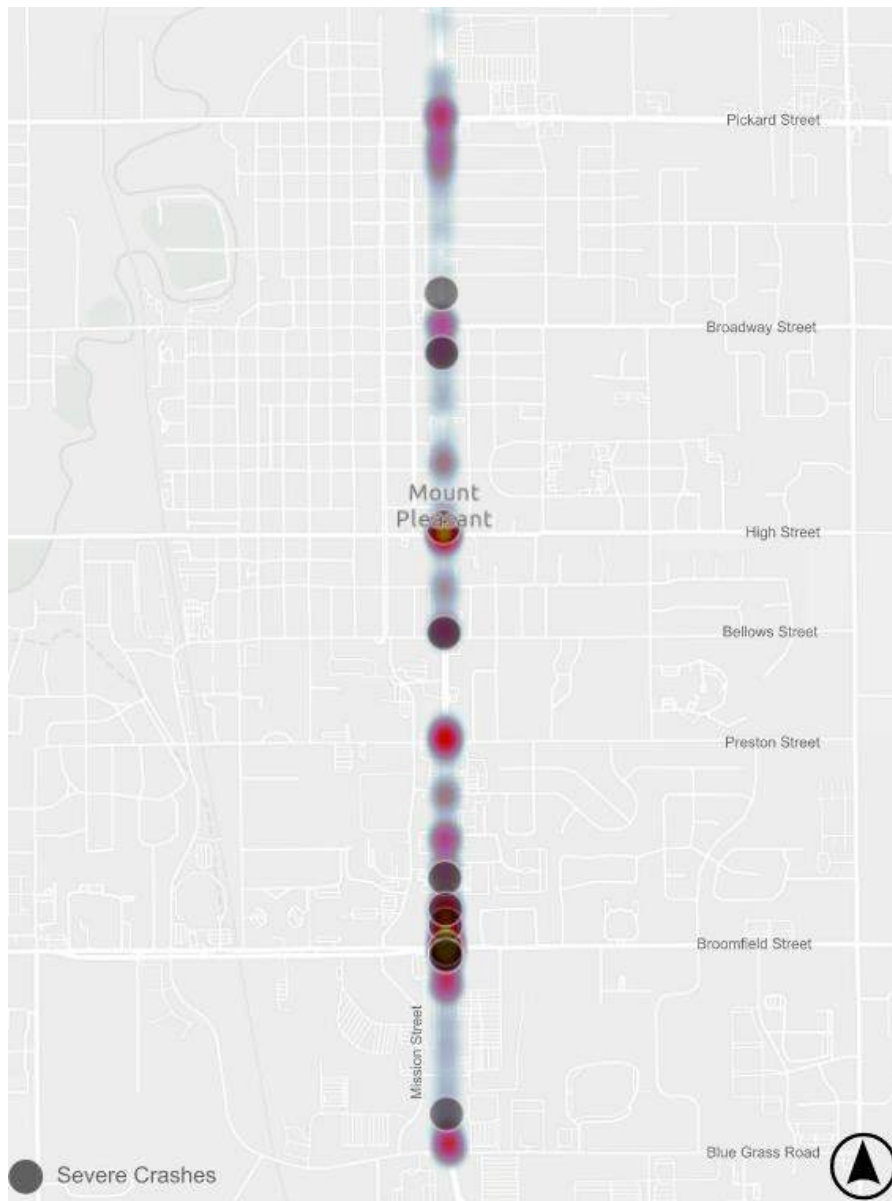 Pickard Street
Broadway Street
Mount
Pleasant
High Street
Bellows Street
Preston Street
Broomfield Street
Mission Street
Blue Grass Road
Severe Crashes